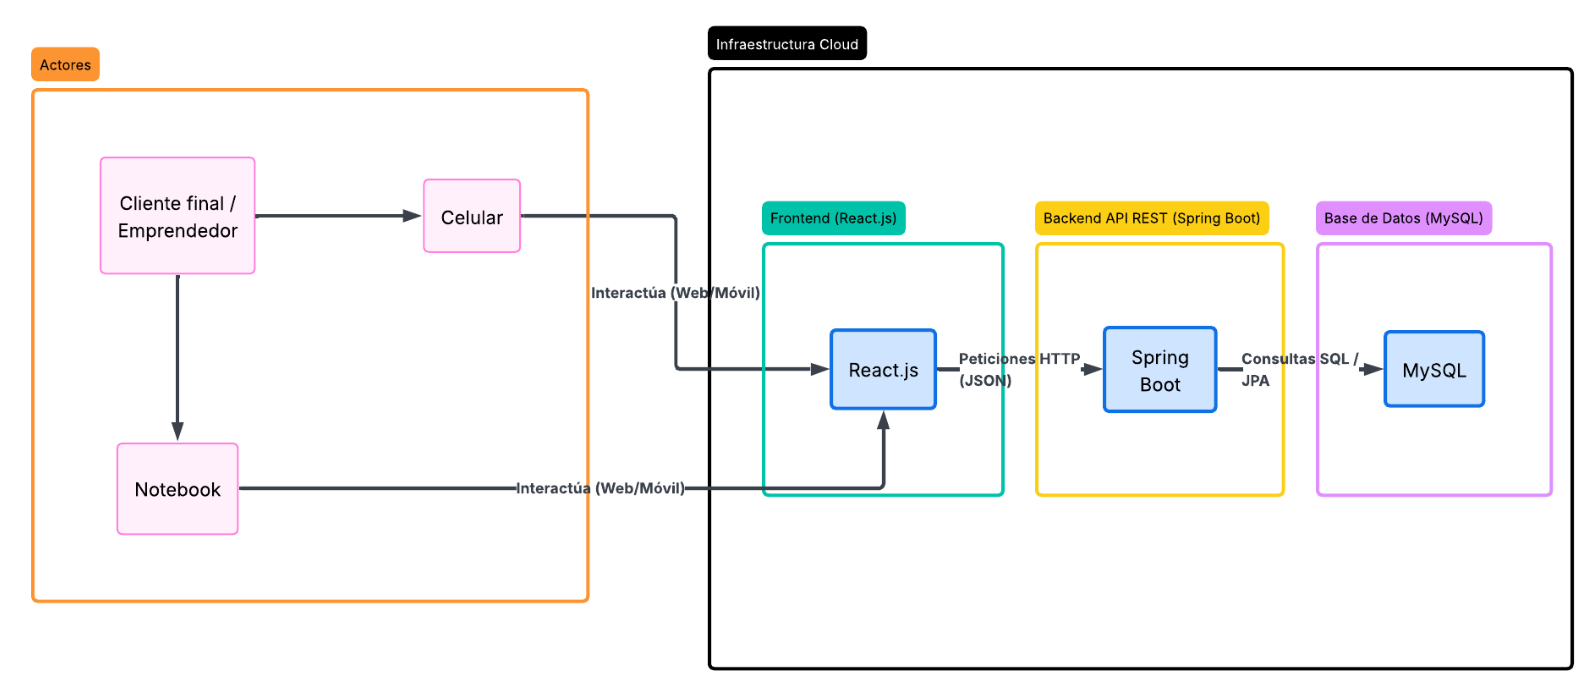 Infraestructura Cloud
Actores
Cliente final /
Emprendedor
Celular
Frontend (React.js)
Backend API REST (Spring Boot)
Base de Datos (MySQL)
Interactúa (Web/Móvil)
React.js
Peticiones HTTP
(JSON)
Spring
Boot
Consultas SQL /
JPA
MySQL
Notebook
Interactúa (Web/Móvil)